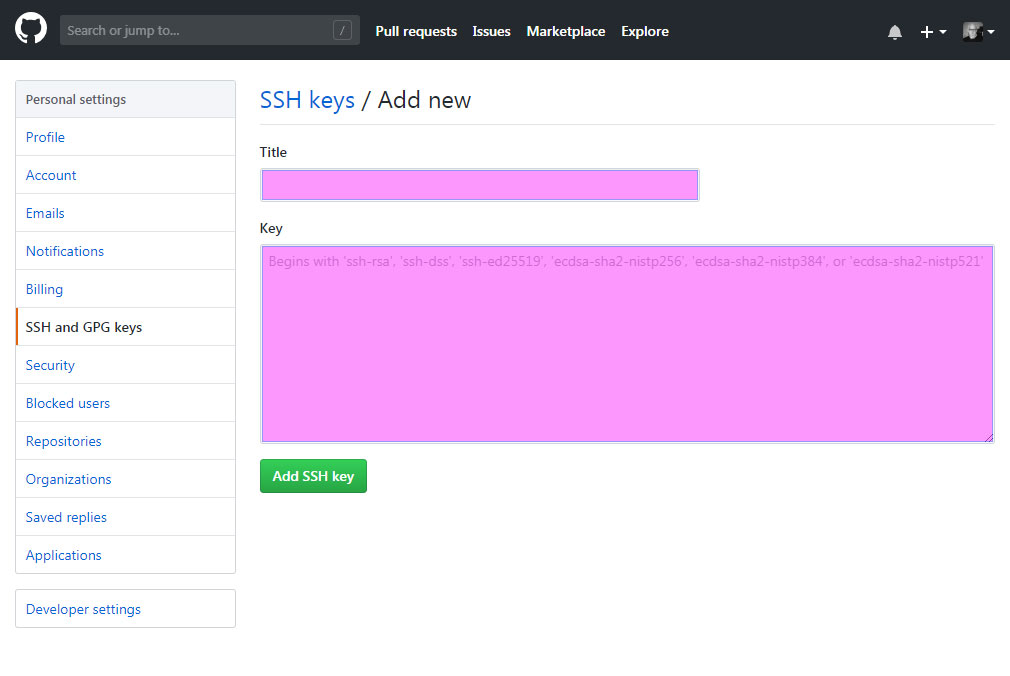 Search or jump to... / Pull requests Issues Marketplace Explore
Personal settings
Profile
Account
Emails
Notifications
Billing
SSH and GPG keys
Security
Blocked users
Repositories
Organizations
Saved replies
Applications
Developer settings
SSH keys / Add new
Title
Key
Begins with 'ssh-rsa', 'ssh-dss', 'ssh-ed25519', 'ecdsa-sha2-nistp256', 'ecdsa-sha2-nistp384', or 'ecdsa-sha2-nistp521'
Add SSH key